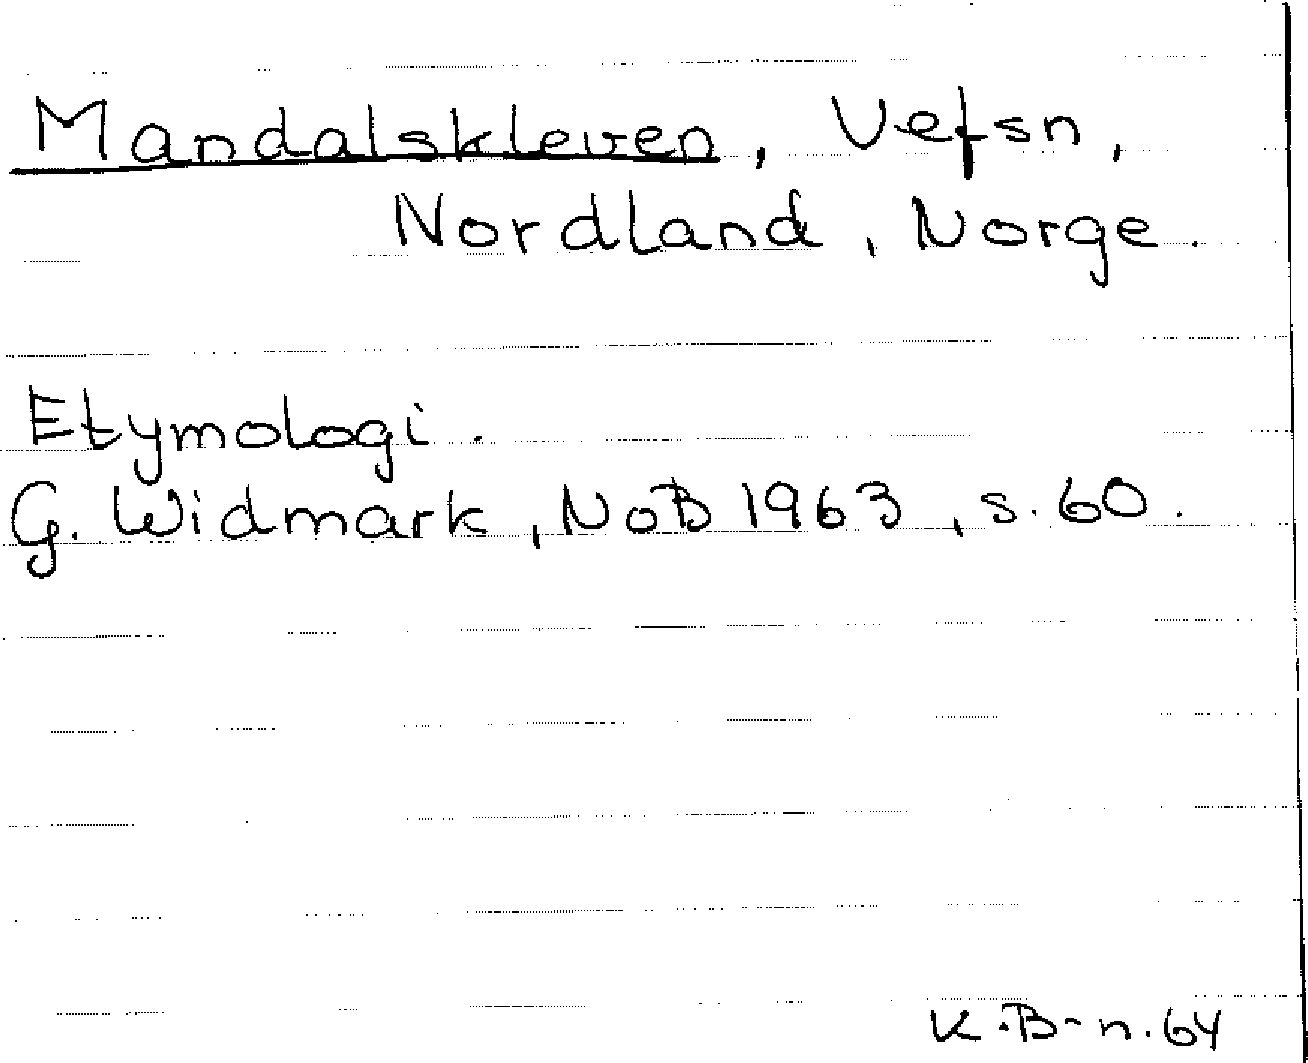 Mandalskleven, Vefsn,
Nordland, Norge.
Etymologi.
G. Widmark, NoB 1963, s. 60.
K.B-n. 64